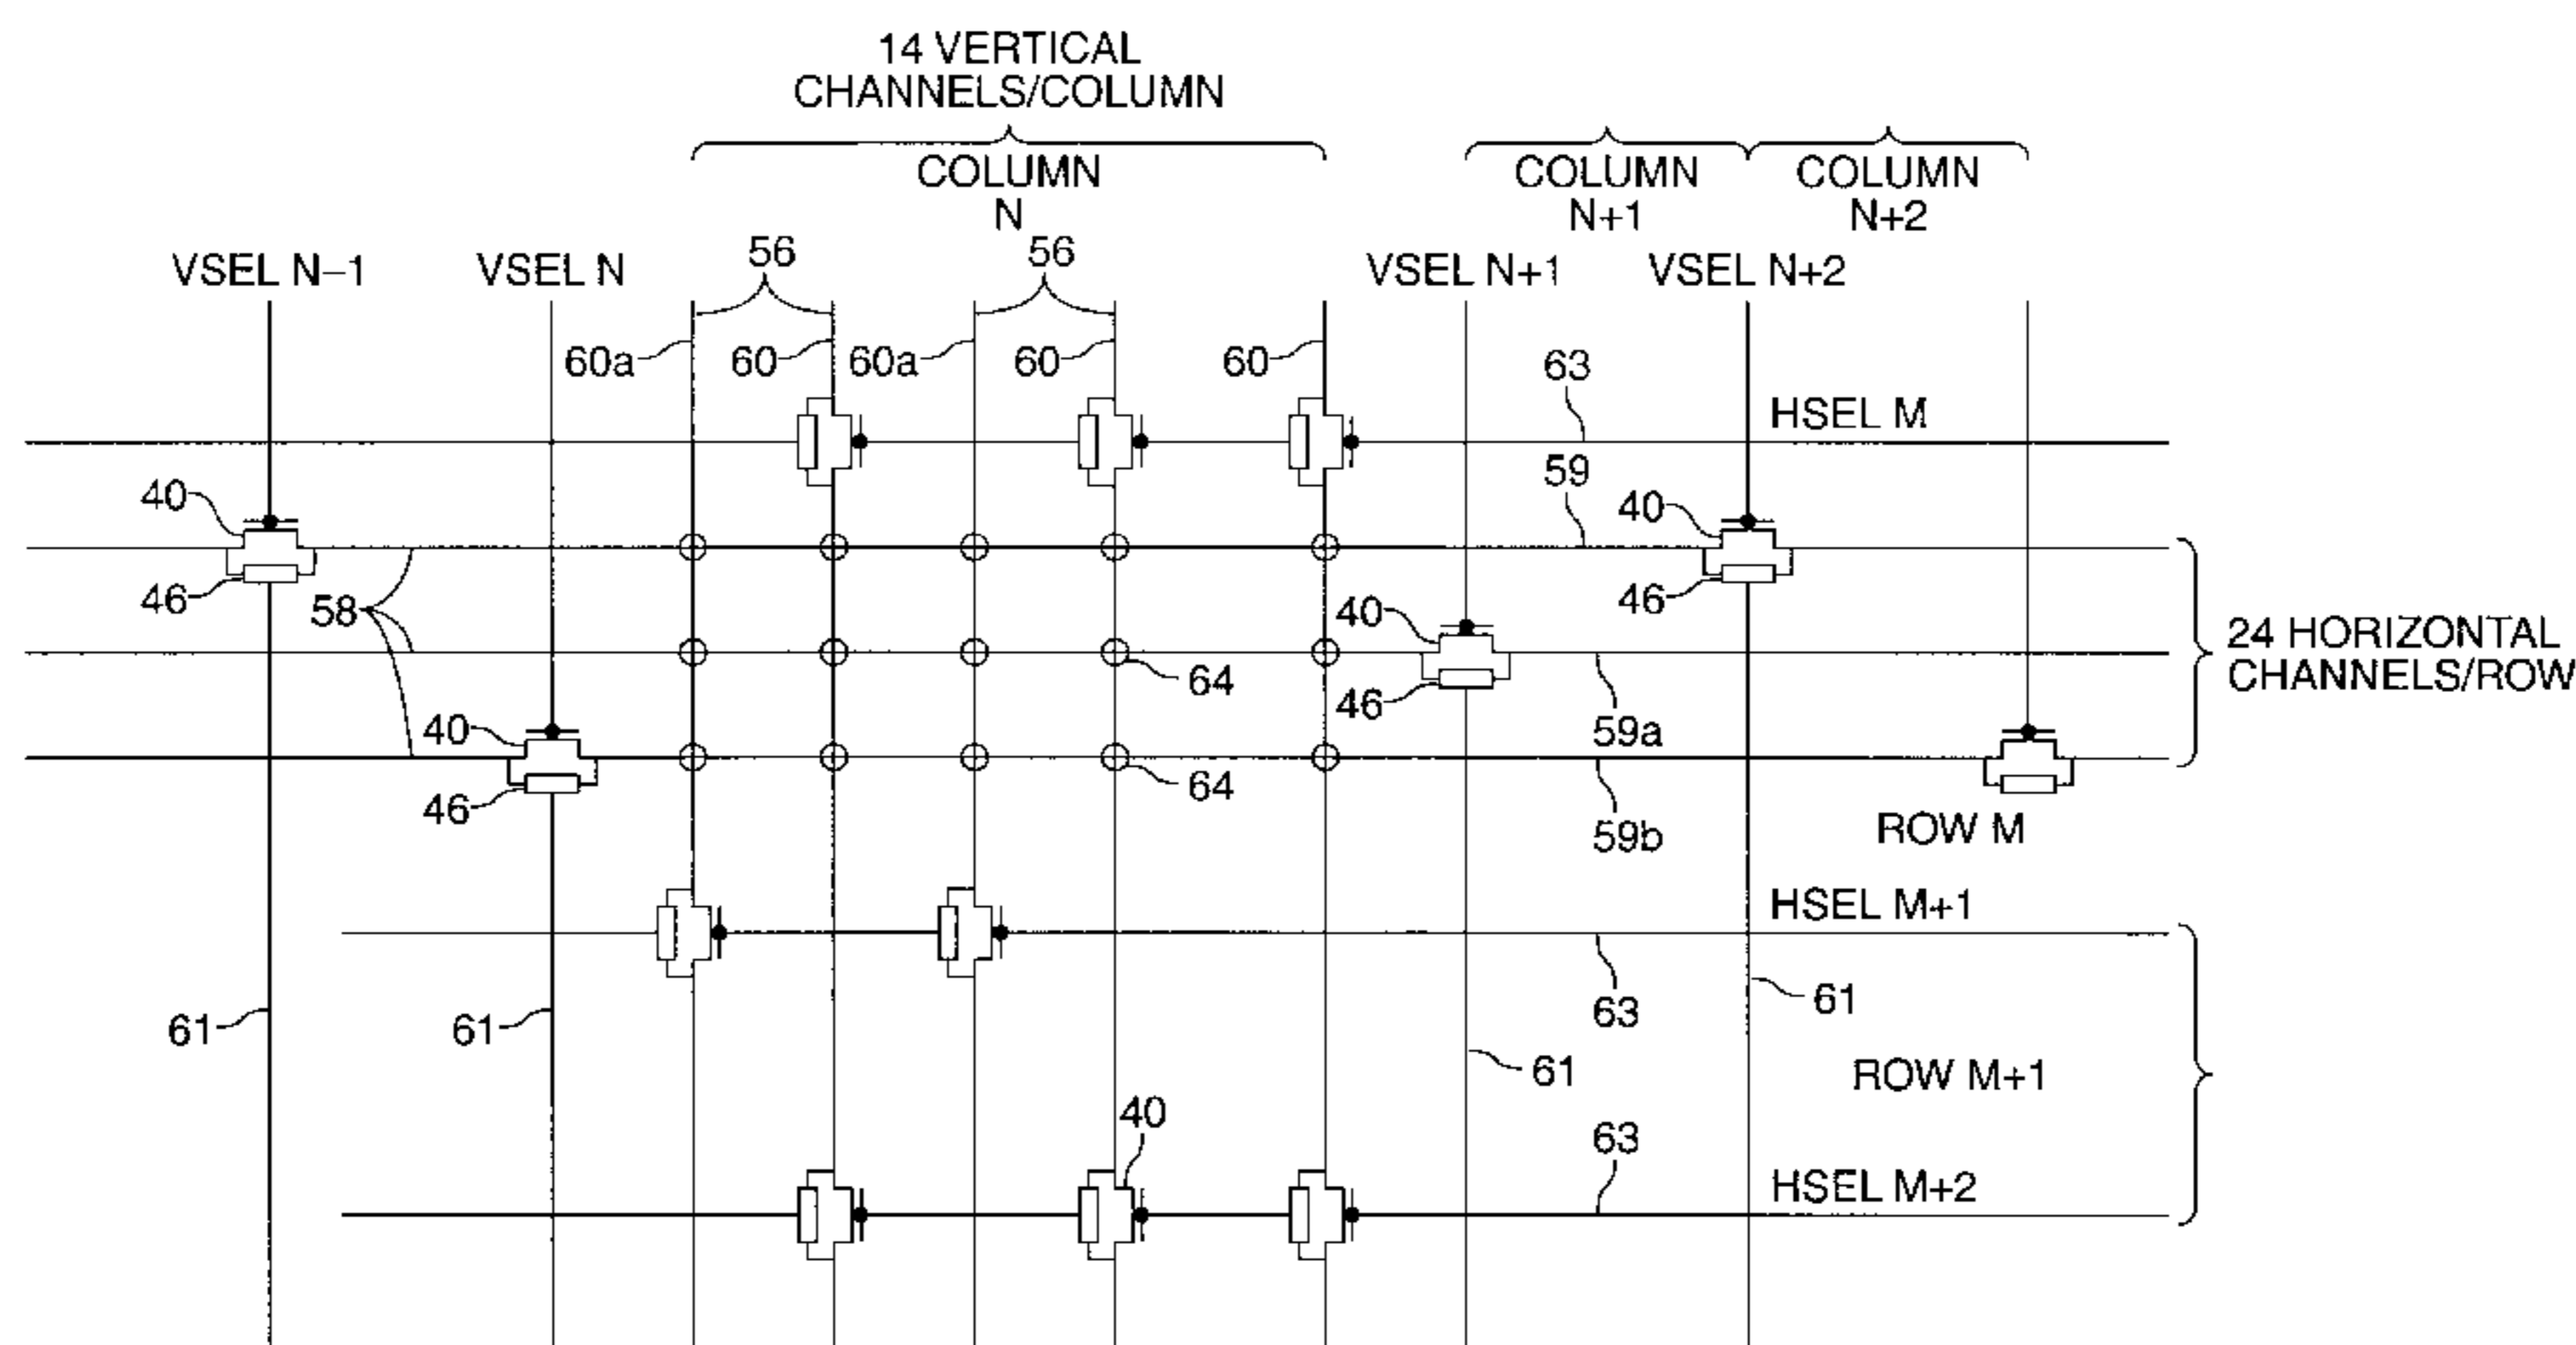 14 VERTICAL
CHANNELS/COLUMN
COLUMN
N
COLUMN
N+1
COLUMN
N+2
VSEL N–1
VSEL N
56
56
VSEL N+1
VSEL N+2
60a
60
60a
60
60
63
HSEL M
40
59
40
46
58
40
46
64
46
24 HORIZONTAL
CHANNELS/ROW
40
59a
46
64
59b
ROW M
HSEL M+1
61
61
63
61
61
ROW M+1
40
63
HSEL M+2